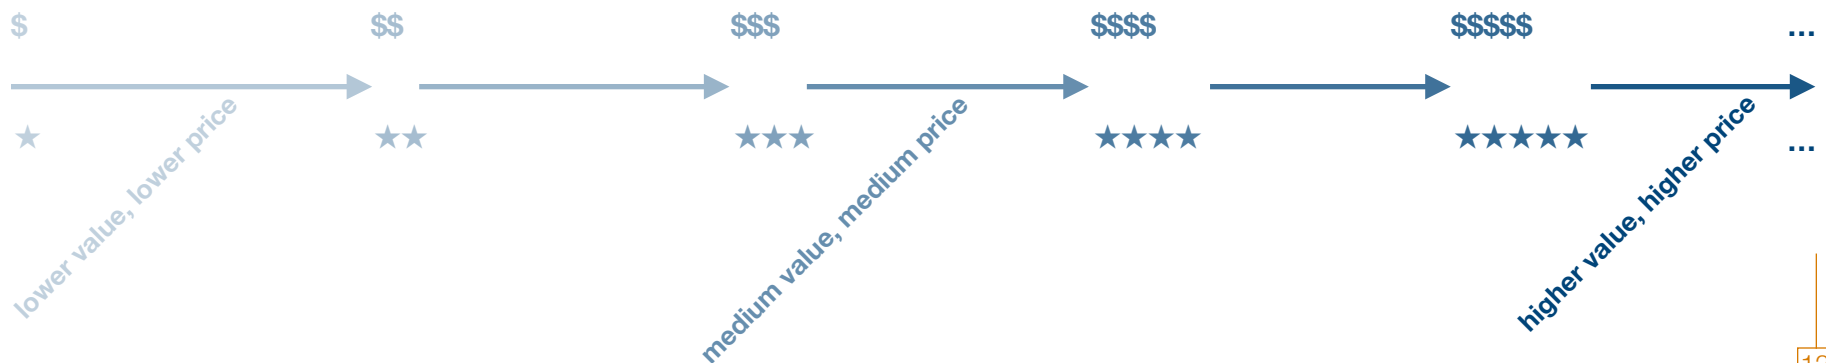 $ $$ $$$ $$$$ $$$$$ ...
★ ★★ ★★★ ★★★★ ★★★★★ ...
lower value, lower price
medium value, medium price
higher value, higher price